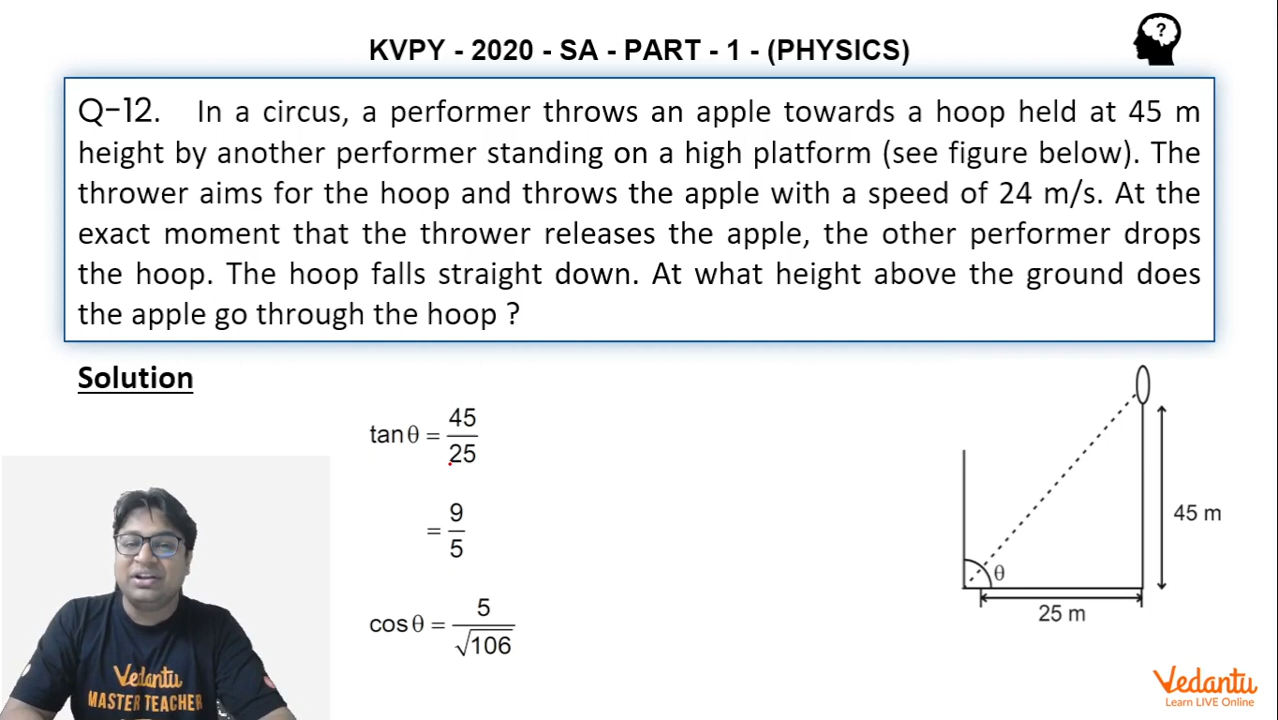 KVPY - 2020 - SA - PART - 1 - (PHYSICS)
?
Q-12. In a circus, a performer throws an apple towards a hoop held at 45 m
height by another performer standing on a high platform (see figure below). The
thrower aims for the hoop and throws the apple with a speed of 24 m/s. At the
exact moment that the thrower releases the apple, the other performer drops
the hoop. The hoop falls straight down. At what height above the ground does
the apple go through the hoop ?
Solution
tanθ = 45/25
= 9/5
cosθ = 5/√106
θ
45 m
25 m
Vedantu
MASTER TEACHER
Vedantu
Learn LIVE Online